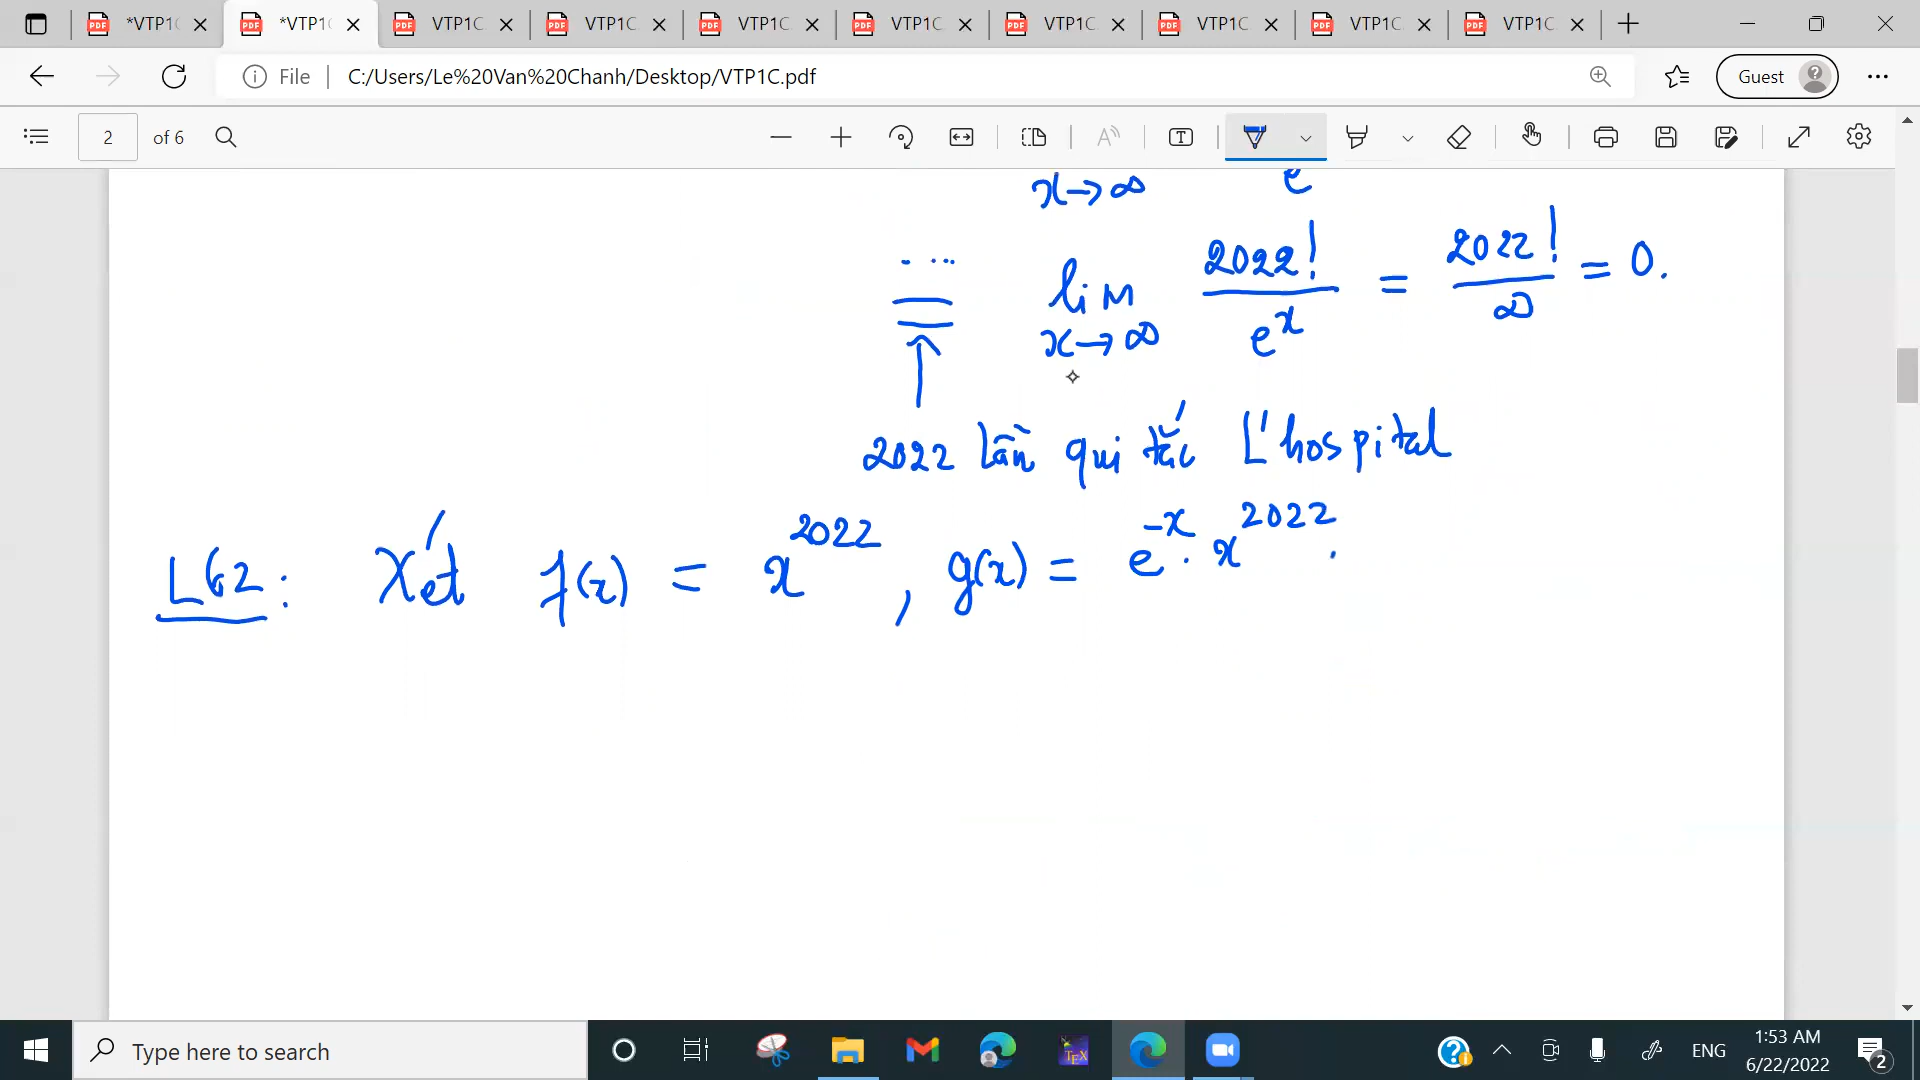 *VTP1C
*VTP1C
VTP1C
VTP1C
VTP1C
VTP1C
VTP1C
VTP1C
VTP1C
VTP1C
File
C:/Users/Le%20Van%20Chanh/Desktop/VTP1C.pdf
Guest
2 of 6
x→∞ e
.... = lim x→∞ 2022!/e^x = 2022!/∞ = 0.
2022 lần qui tắc L'hospital
LG2: Xét f(x) = x^2022, g(x) = e^-x . x^2022.
Type here to search
ENG
1:53 AM
6/22/2022
2